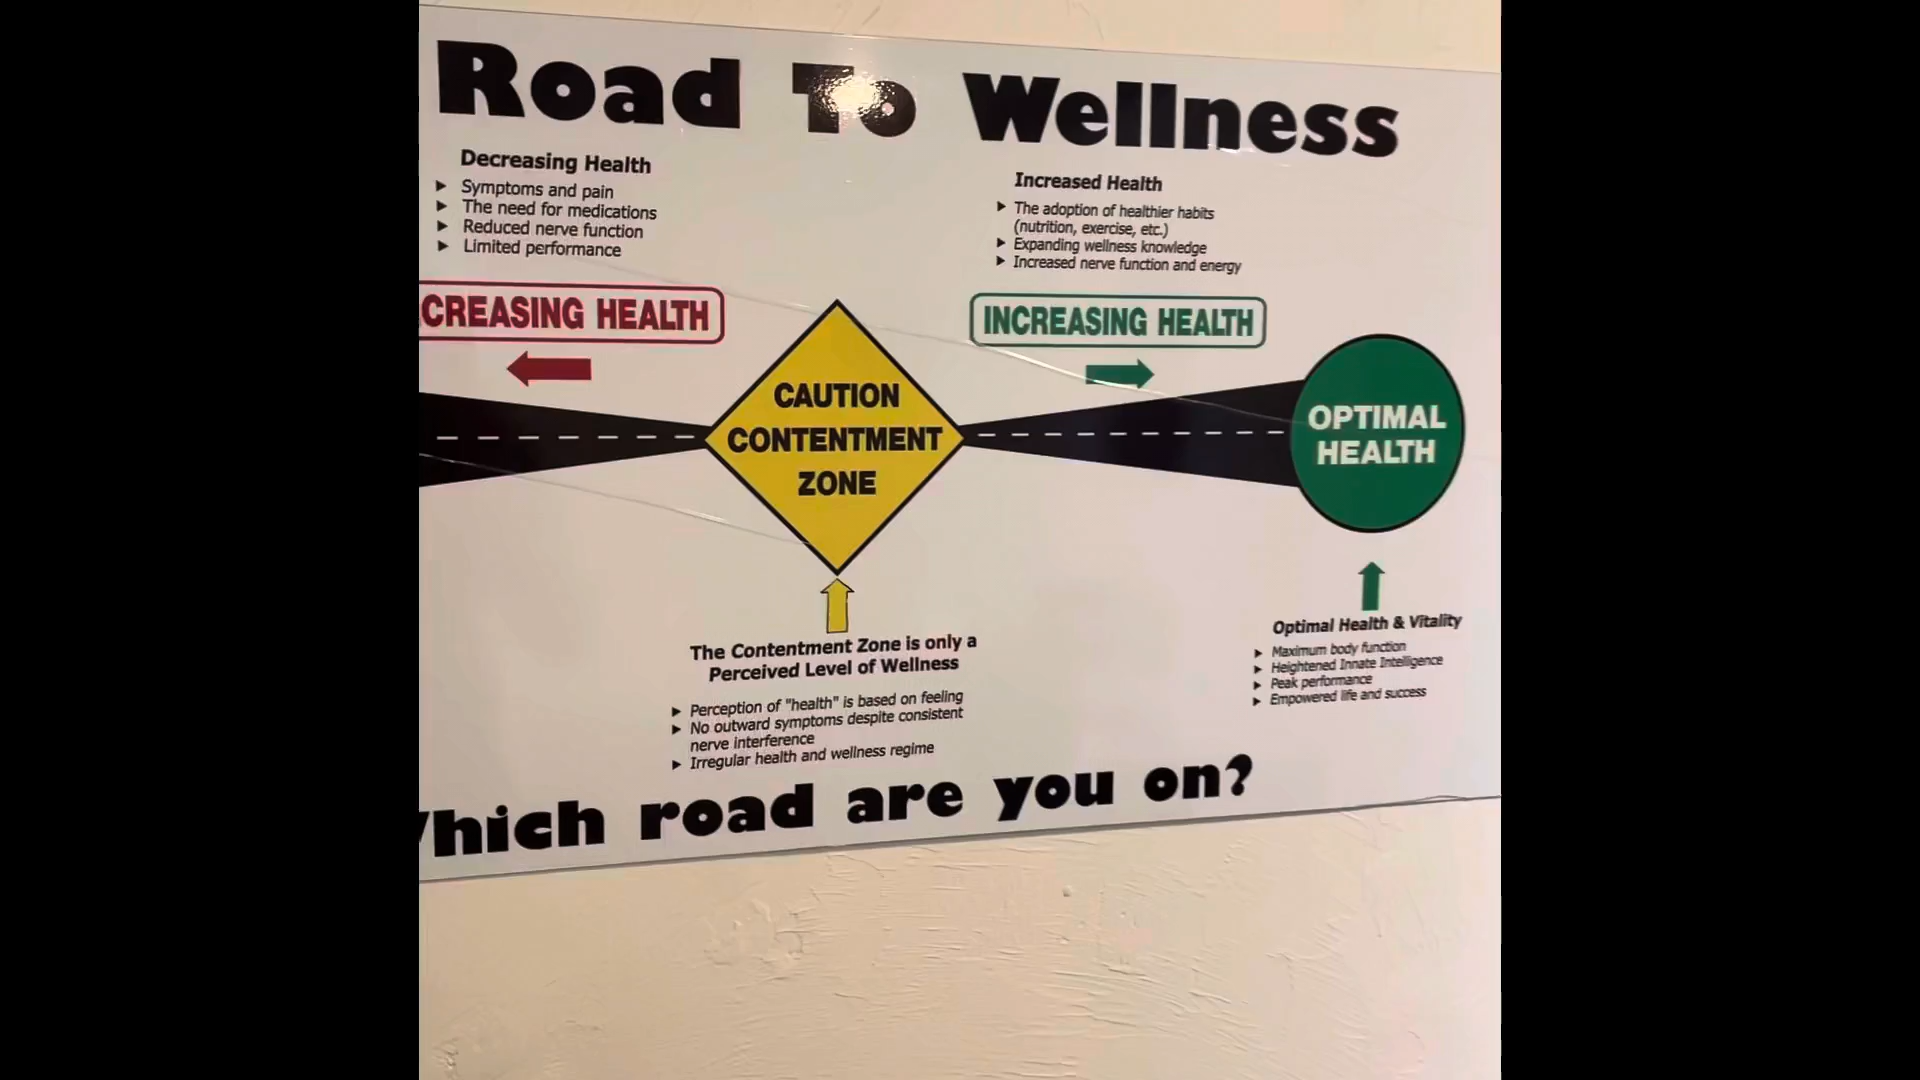 Road To Wellness
Decreasing Health
▶ Symptoms and pain
▶ The need for medications
▶ Reduced nerve function
▶ Limited performance
Increased Health
▶ The adoption of healthier habits
(nutrition, exercise, etc.)
▶ Expanding wellness knowledge
▶ Increased nerve function and energy
CREASING HEALTH
INCREASING HEALTH
CAUTION
CONTENTMENT
ZONE
OPTIMAL
HEALTH
The Contentment Zone is only a
Perceived Level of Wellness
▶ Perception of "health" is based on feeling
▶ No outward symptoms despite consistent
nerve interference
▶ Irregular health and wellness regime
Optimal Health & Vitality
▶ Maximum body function
▶ Heightened Innate Intelligence
▶ Peak performance
▶ Empowered life and success
hich road are you on?